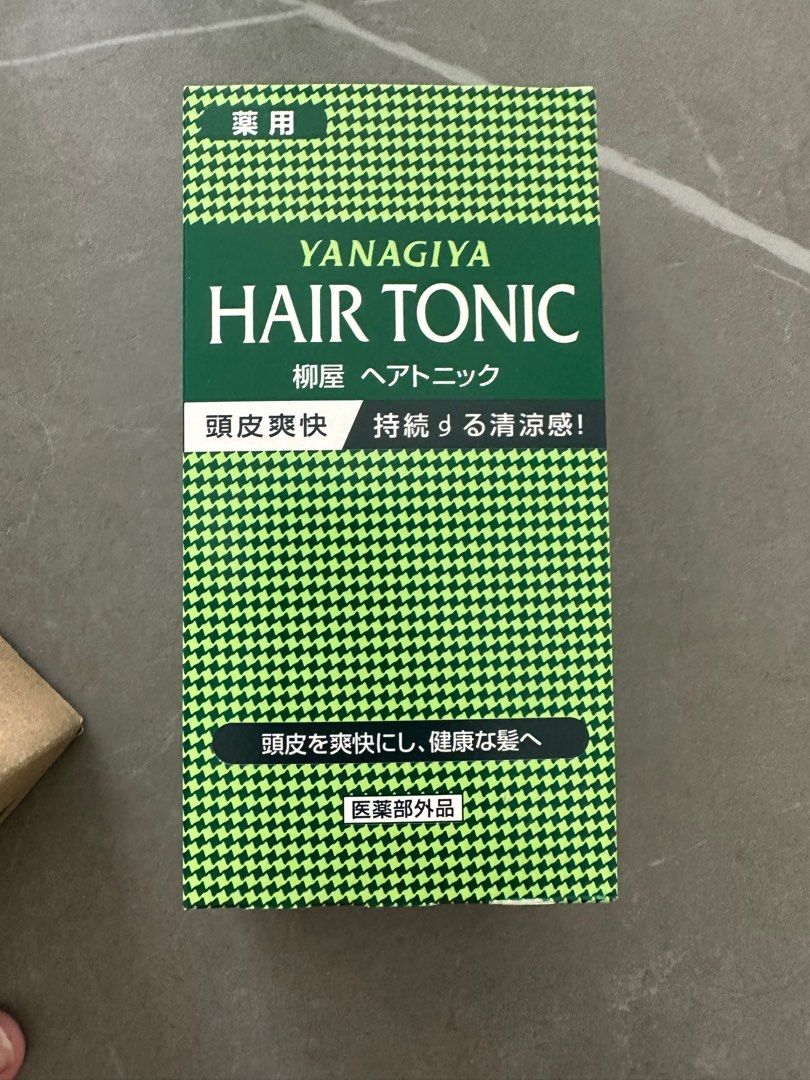 薬用
YANAGIYA
HAIR TONIC
柳屋 ヘアトニック
頭皮爽快 持続する清涼感!
頭皮を爽快にし、健康な髪へ
医薬部外品